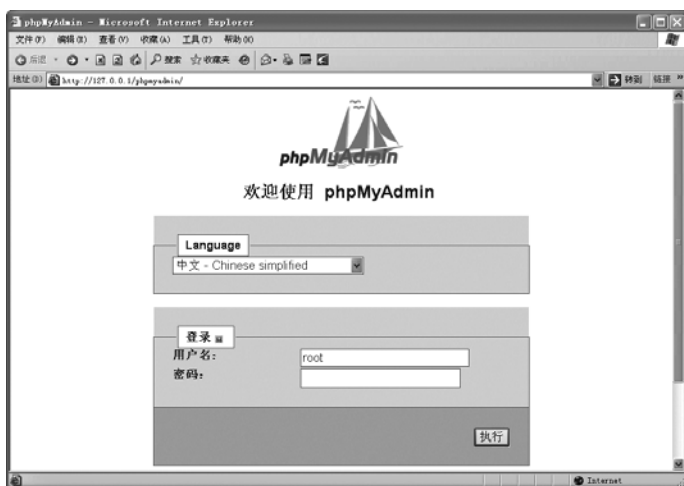 phpMyAdmin - Microsoft Internet Explorer
文件(F) 编辑(E) 查看(V) 收藏(A) 工具(T) 帮助(H)
后退 搜索 收藏夹
地址(D) http://127.0.0.1/phpmyadmin/ 转到 链接 »
phpMyAdmin
欢迎使用 phpMyAdmin
Language
中文 - Chinese simplified
登录
用户名: root
密码:
执行
Internet